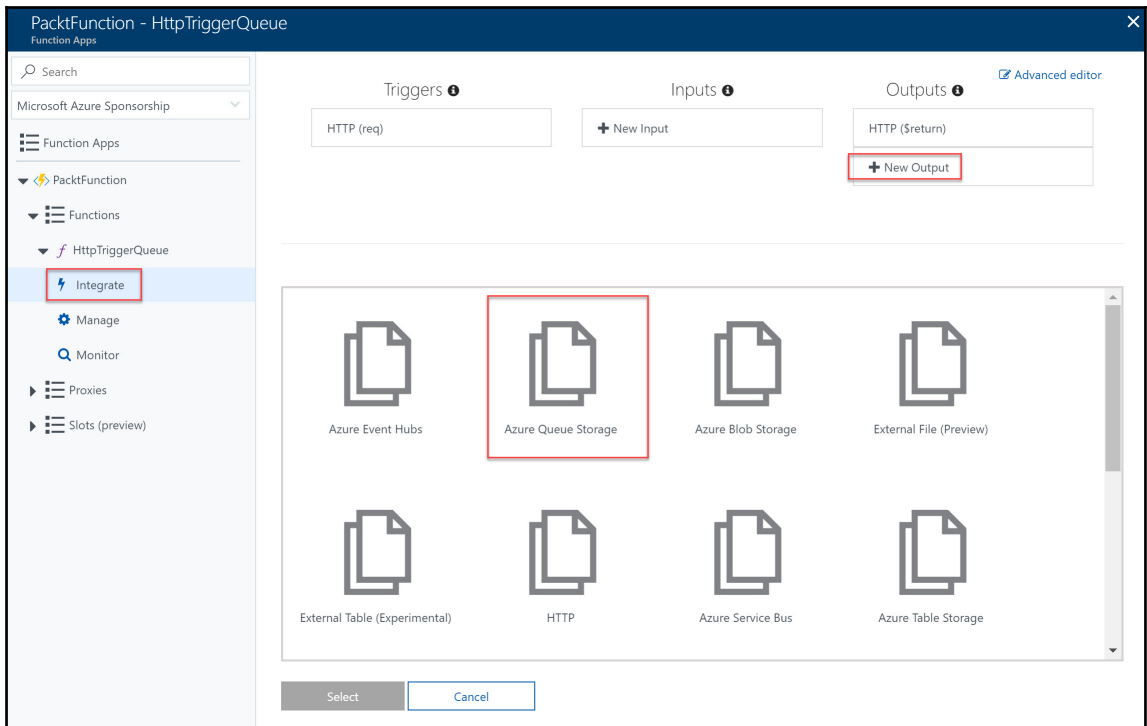 PacktFunction - HttpTriggerQueue
Function Apps
Search
Microsoft Azure Sponsorship
Function Apps
PacktFunction
Functions
HttpTriggerQueue
Integrate
Manage
Monitor
Proxies
Slots (preview)
Advanced editor
Triggers Inputs Outputs
HTTP (req) New Input HTTP ($return)
New Output
Azure Event Hubs Azure Queue Storage Azure Blob Storage External File (Preview)
External Table (Experimental) HTTP Azure Service Bus Azure Table Storage
Select Cancel